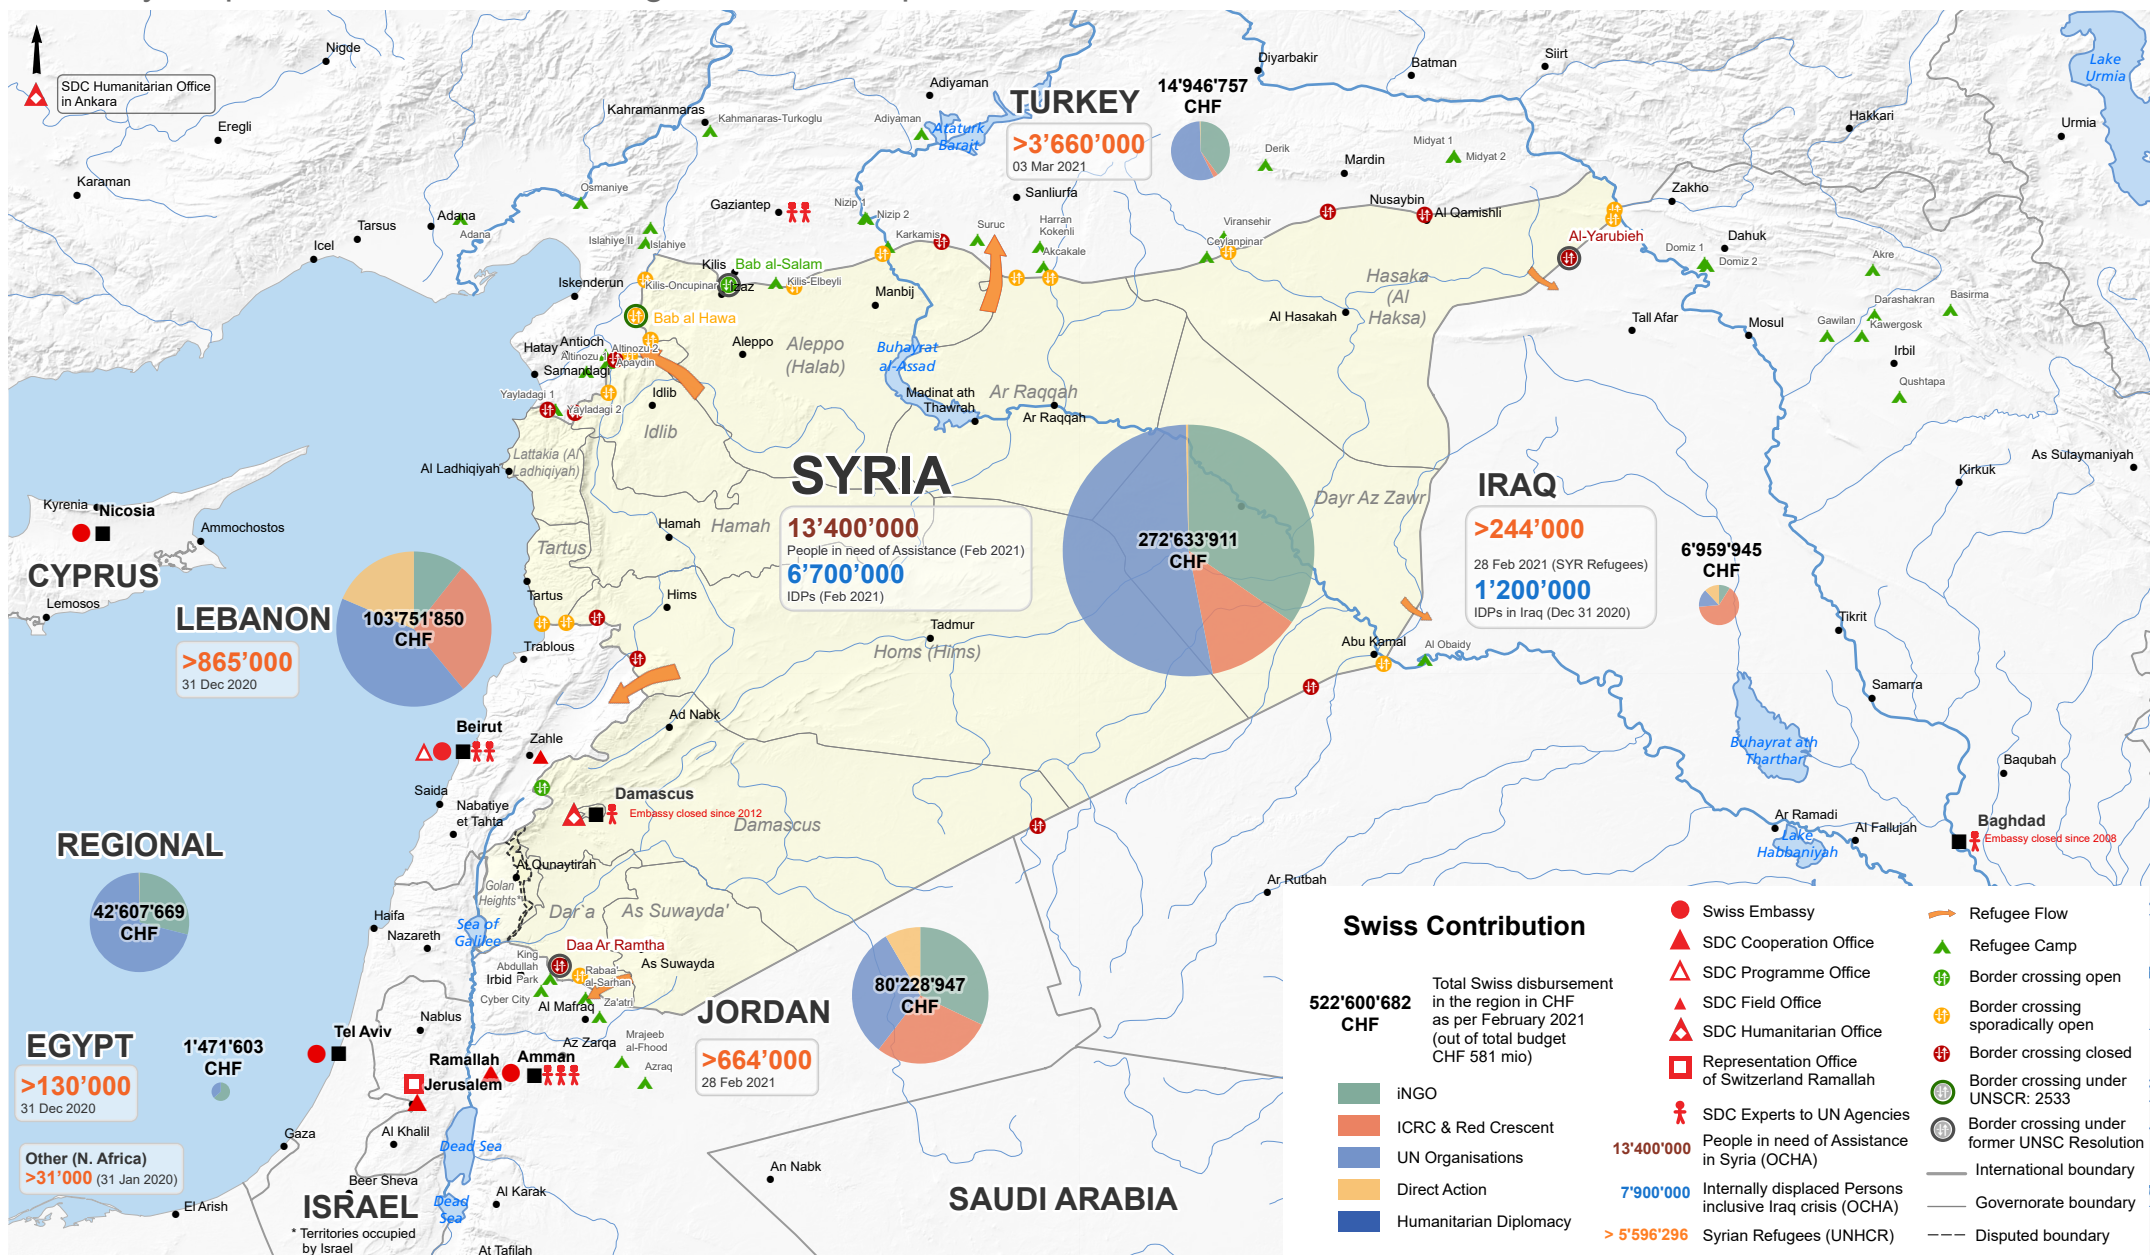 SDC Humanitarian Office
in Ankara
Nigde
Eregli
Karaman
Tarsus
Icel
Adana
Adana
Osmaniye
Kahramanmaras
Kahmanaras-Turkoglu
Adiyaman
Adiyaman
Ataturk
Barajt
TURKEY
>3'660'000
03 Mar 2021
14'946'757
CHF
Diyarbakir
Batman
Siirt
Hakkari
Urmia
Lake
Urmia
Derik
Mardin
Midyat 1
Midyat 2
Nusaybin
Al Qamishli
Zakho
Al-Yarubieh
Dahuk
Domiz 1
Domiz 2
Akre
Darashakran
Basirma
Gawilan
Kawergosk
Irbil
Qushtapa
Mosul
Tall Afar
Gaziantep
Nizip 1
Nizip 2
Karkamis
Suruc
Sanliurfa
Harran
Kokenli
Akcakale
Viransehir
Ceylanpinar
Islahiye II
Islahiye
Kilis
Bab al-Salam
Kilis-Oncupinar
Azaz
Kilis-Elbeyli
Manbij
Iskenderun
Bab al Hawa
Hatay
Antioch
Altinozu 1
Altinozu 2
Apaydin
Samandagi
Yayladagi 1
Yayladagi 2
Aleppo
Aleppo
(Halab)
Idlib
Idlib
Buhayrat
al-Assad
Madinat ath
Thawrah
Ar Raqqah
Ar Raqqah
Al Hasakah
Hasaka
(Al
Haksa)
Lattakia (Al
Ladhiqiyah)
Al Ladhiqiyah
SYRIA
13'400'000
People in need of Assistance (Feb 2021)
6'700'000
IDPs (Feb 2021)
272'633'911
CHF
Dayr Az Zawr
IRAQ
>244'000
28 Feb 2021 (SYR Refugees)
1'200'000
IDPs in Iraq (Dec 31 2020)
6'959'945
CHF
Kirkuk
As Sulaymaniyah
Tikrit
Samarra
Baqubah
Buhayrat ath
Tharthar
Ar Ramadi
Al Fallujah
Lake
Habbaniyah
Baghdad
Embassy closed since 2008
Kyrenia
Nicosia
Ammochostos
CYPRUS
Lemosos
Hamah
Hamah
Tartus
Tartus
Hims
Tadmur
Homs (Hims)
Trablous
LEBANON
>865'000
31 Dec 2020
103'751'850
CHF
Abu Kamal
Al Obaidy
Ad Nabk
Beirut
Zahle
Saida
Nabatiye
et Tahta
Damascus
Embassy closed since 2012
Damascus
Al Qunaytirah
Golan
Heights*
Dar`a
As Suwayda'
Daa Ar Ramtha
As Suwayda
Ar Rutbah
REGIONAL
42'607'669
CHF
Haifa
Nazareth
Sea of
Galilee
King
Abdullah
Park
Irbid
Cyber City
Rabaa
al-Sarhan
Al Mafraq
Za'atri
JORDAN
>664'000
28 Feb 2021
80'228'947
CHF
Mrajeeb
al-Fhood
Azraq
Az Zarqa
Nablus
Tel Aviv
Ramallah
Amman
Jerusalem
EGYPT
>130'000
31 Dec 2020
1'471'603
CHF
Gaza
Al Khalil
Dead Sea
Other (N. Africa)
>31'000 (31 Jan 2020)
El Arish
Beer Sheva
ISRAEL
* Territories occupied
by Israel
Dead
Sea
Al Karak
At Tafilah
An Nabk
SAUDI ARABIA
Swiss Contribution
522'600'682
CHF
Total Swiss disbursement
in the region in CHF
as per February 2021
(out of total budget
CHF 581 mio)
iNGO
ICRC & Red Crescent
UN Organisations
Direct Action
Humanitarian Diplomacy
Swiss Embassy
SDC Cooperation Office
SDC Programme Office
SDC Field Office
SDC Humanitarian Office
Representation Office
of Switzerland Ramallah
SDC Experts to UN Agencies
13'400'000
People in need of Assistance
in Syria (OCHA)
7'900'000
Internally displaced Persons
inclusive Iraq crisis (OCHA)
> 5'596'296
Syrian Refugees (UNHCR)
Refugee Flow
Refugee Camp
Border crossing open
Border crossing
sporadically open
Border crossing closed
Border crossing under
UNSCR: 2533
Border crossing under
former UNSC Resolution
International boundary
Governorate boundary
Disputed boundary